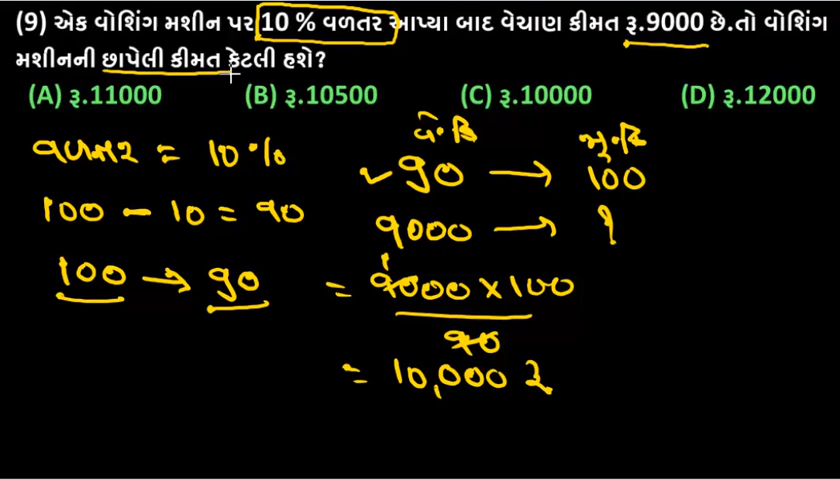 (9) એક વોશિંગ મશીન પર 10 % વળતર આપ્યા બાદ વેચાણ કીમત રૂ.9000 છે.તો વોશિંગ
મશીનની છાપેલી કીમત કેટલી હશે?
(A) રૂ.11000 (B) રૂ.10500 (C) રૂ.10000 (D) રૂ.12000
વે.કિ મૂ.કિ
વળતર = 10 %
90 → 100
100 - 10 = 90
9000 → ?
100 → 90
= 9000 × 100
90
= 10,000 રૂ